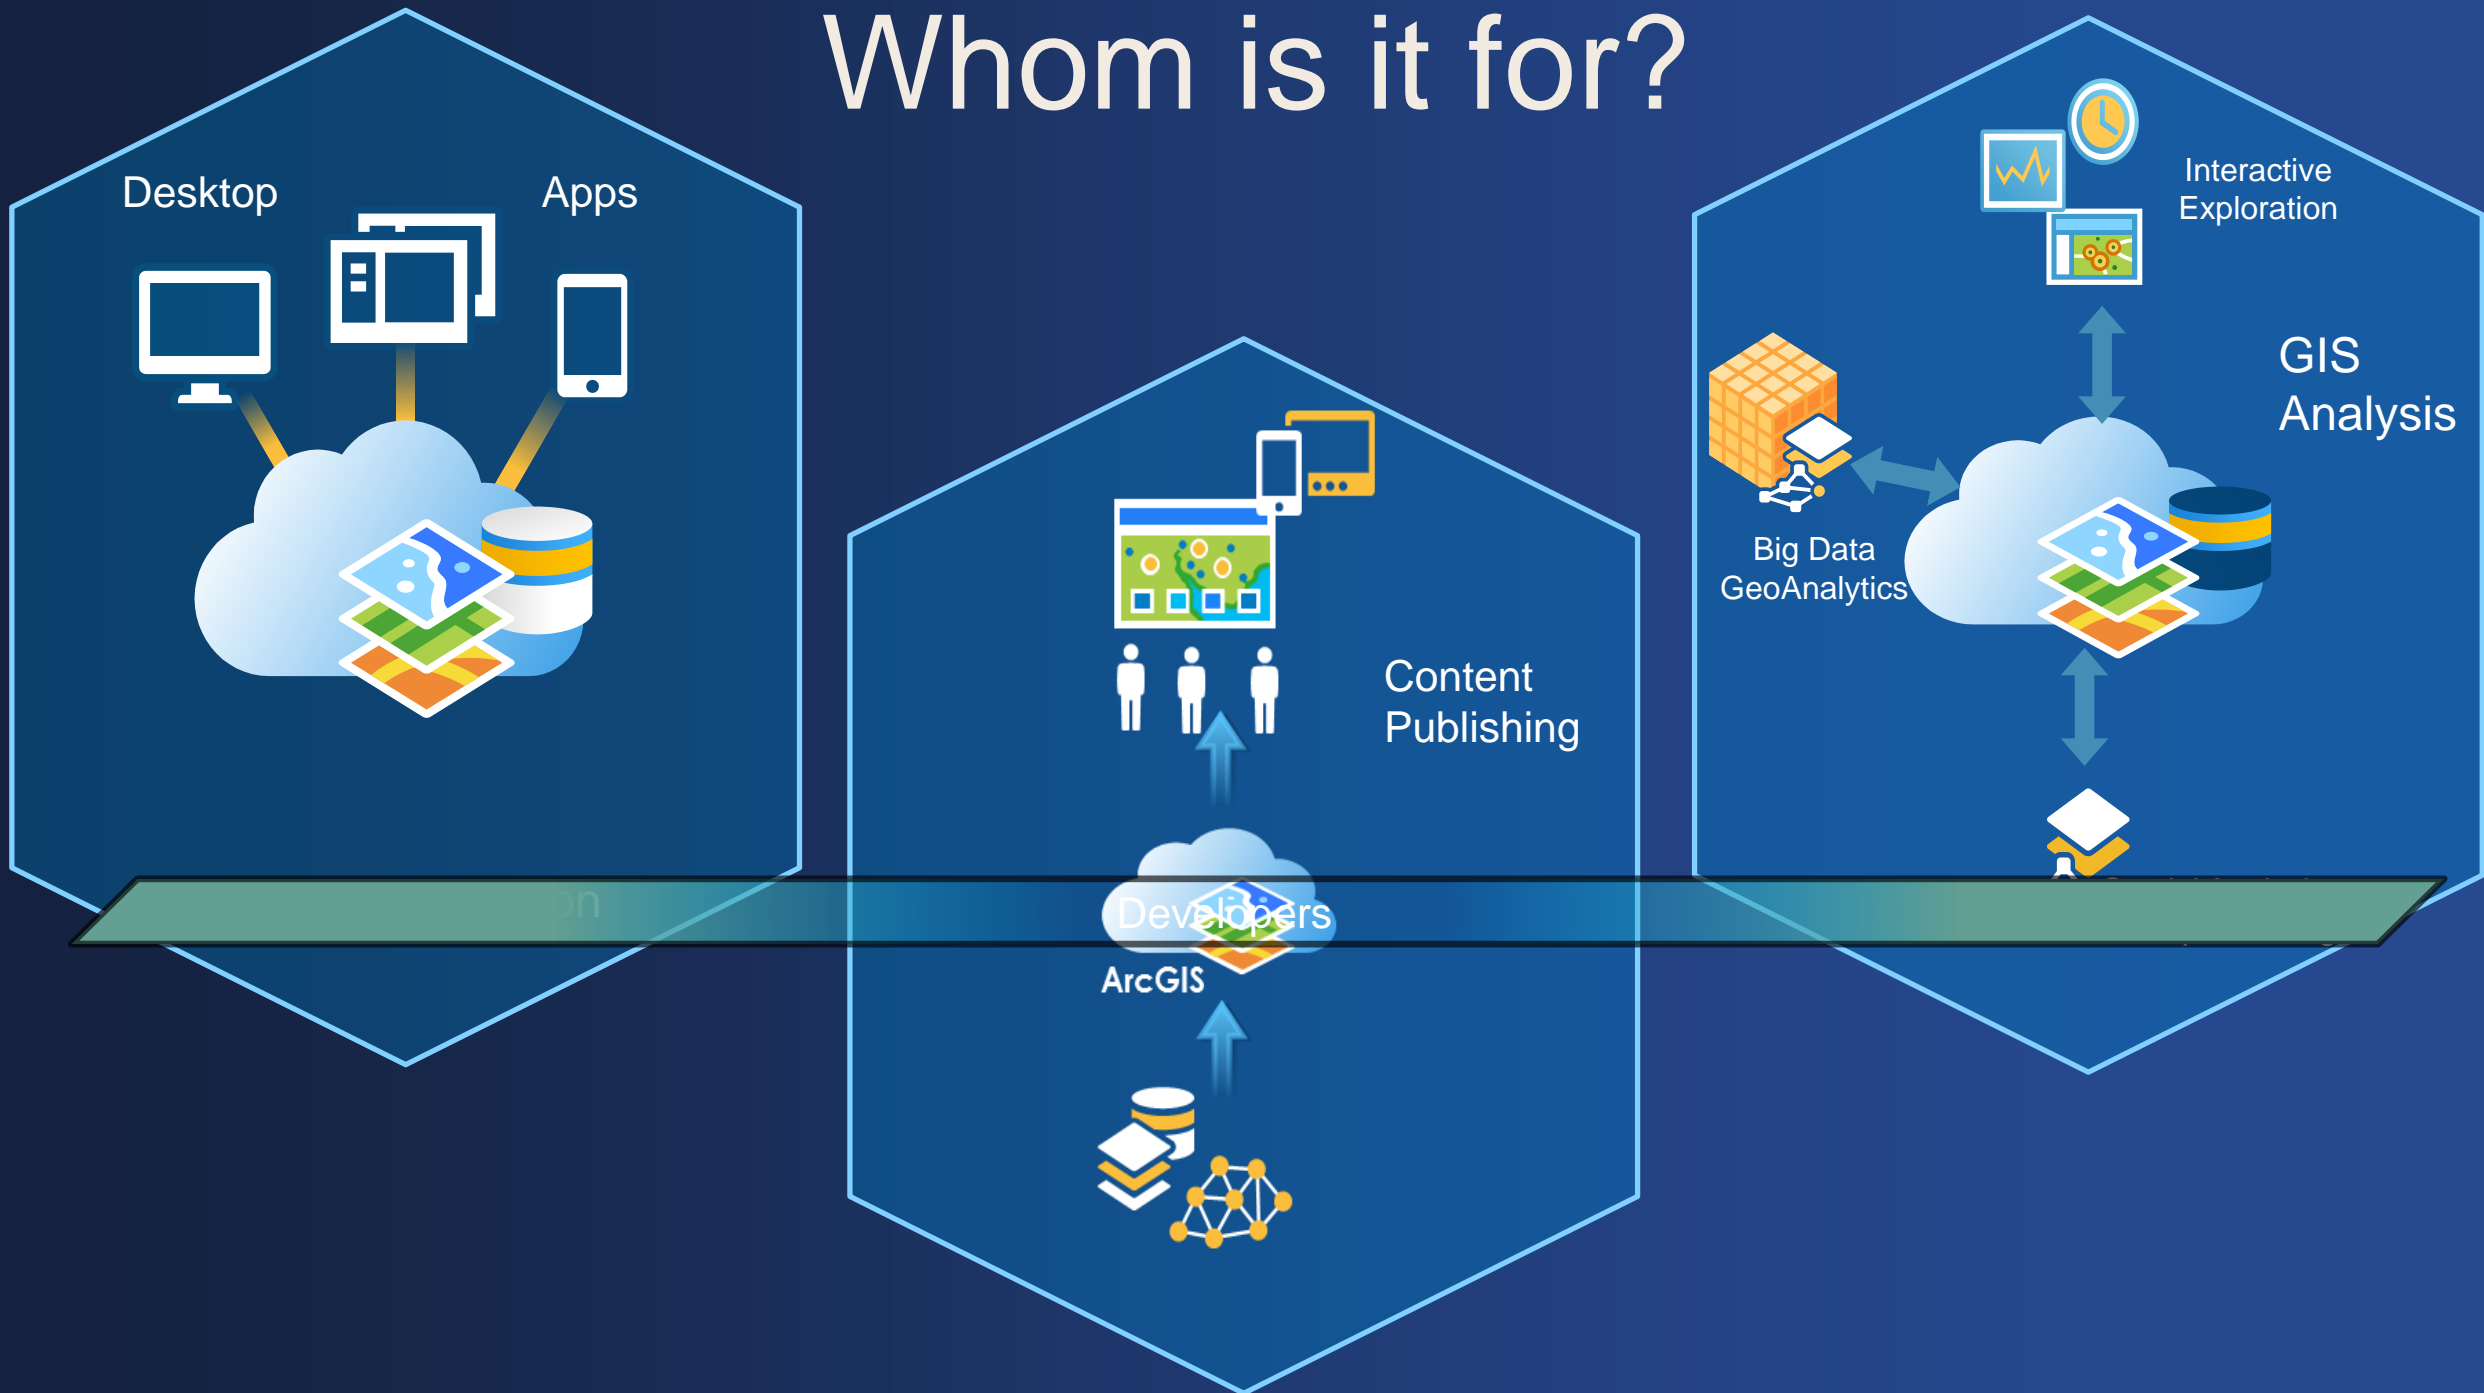 Whom is it for?
Desktop
Apps
Interactive
Exploration
GIS
Analysis
Big Data
GeoAnalytics
Content
Publishing
Developers
ArcGIS